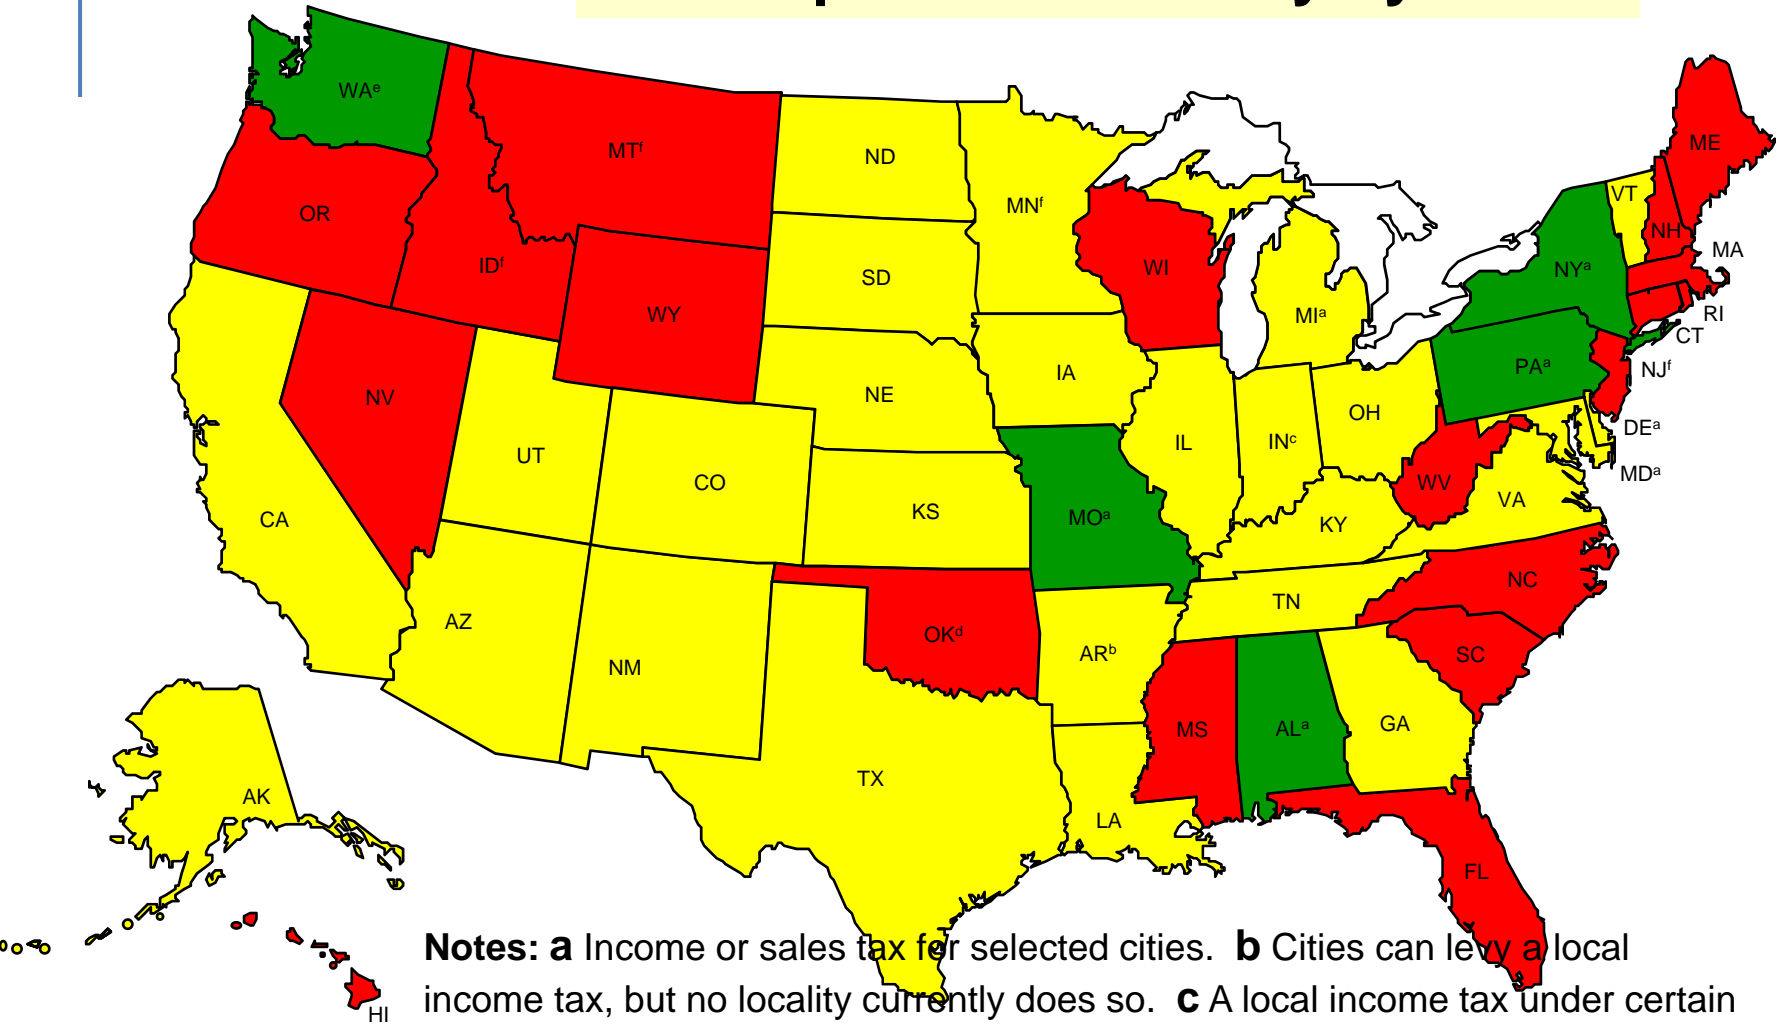 WAe
MTf
ND
MNf
ME
VT
OR
NH
MA
IDf
WI
NYa
SD
WY
MIa
RI
CT
NV
NE
IA
PAa
NJf
OH
UT
CO
IL
INc
DEa
WV
MDa
VA
CA
KS
MOa
KY
NC
AZ
TN
OKd
NM
ARb
SC
MS
ALa
GA
TX
AK
LA
FL
HI
Notes: a Income or sales tax for selected cities. b Cities can levy a local
income tax, but no locality currently does so. c A local income tax under certain